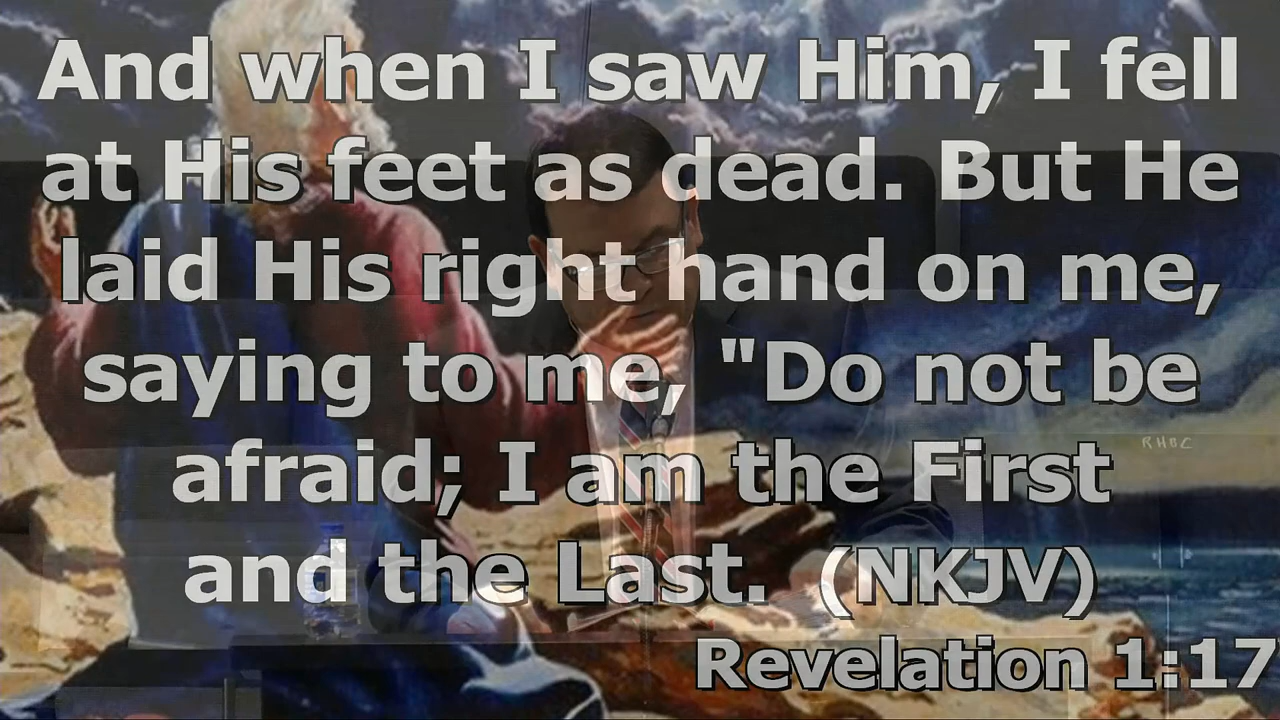 And when I saw Him, I fell
at His feet as dead. But He
laid His right hand on me,
saying to me, "Do not be
afraid; I am the First
and the Last. (NKJV)
Revelation 1:17
RHBC